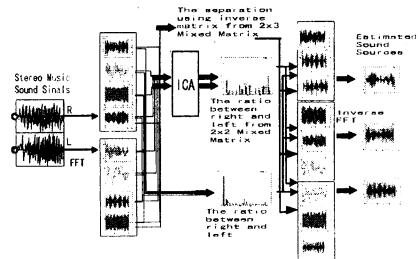 The separation
using inverse
matrix from 2x3
Mixed Matrix
Stereo Music
Sound Sinals
R
L
FFT
ICA
The ratio
between
right and
left from
2x2 Mixed
Matrix
The ratio
between
right and
left
Estimated
Sound
Sources
Inverse
FFT